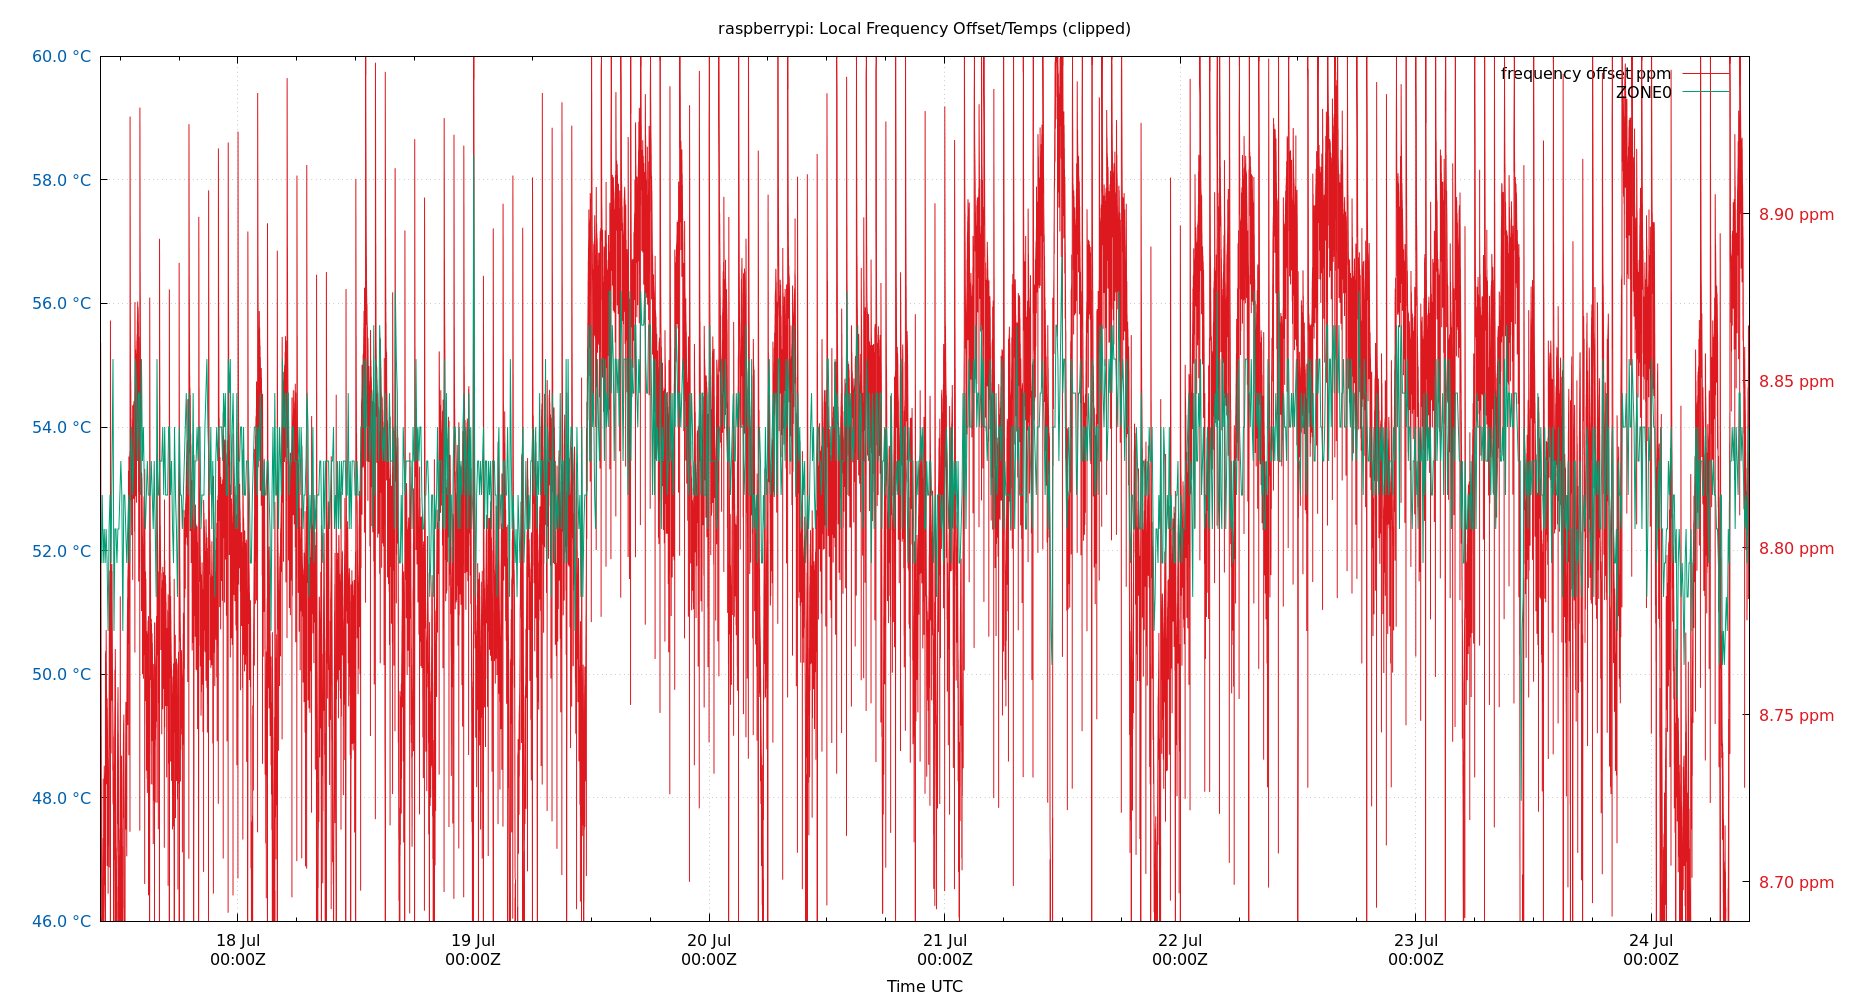 raspberrypi: Local Frequency Offset/Temps (clipped)
60.0 °C
58.0 °C
56.0 °C
54.0 °C
52.0 °C
50.0 °C
48.0 °C
46.0 °C
frequency offset ppm
ZONE0
8.90 ppm
8.85 ppm
8.80 ppm
8.75 ppm
8.70 ppm
18 Jul
00:00Z
19 Jul
00:00Z
20 Jul
00:00Z
21 Jul
00:00Z
22 Jul
00:00Z
23 Jul
00:00Z
24 Jul
00:00Z
Time UTC